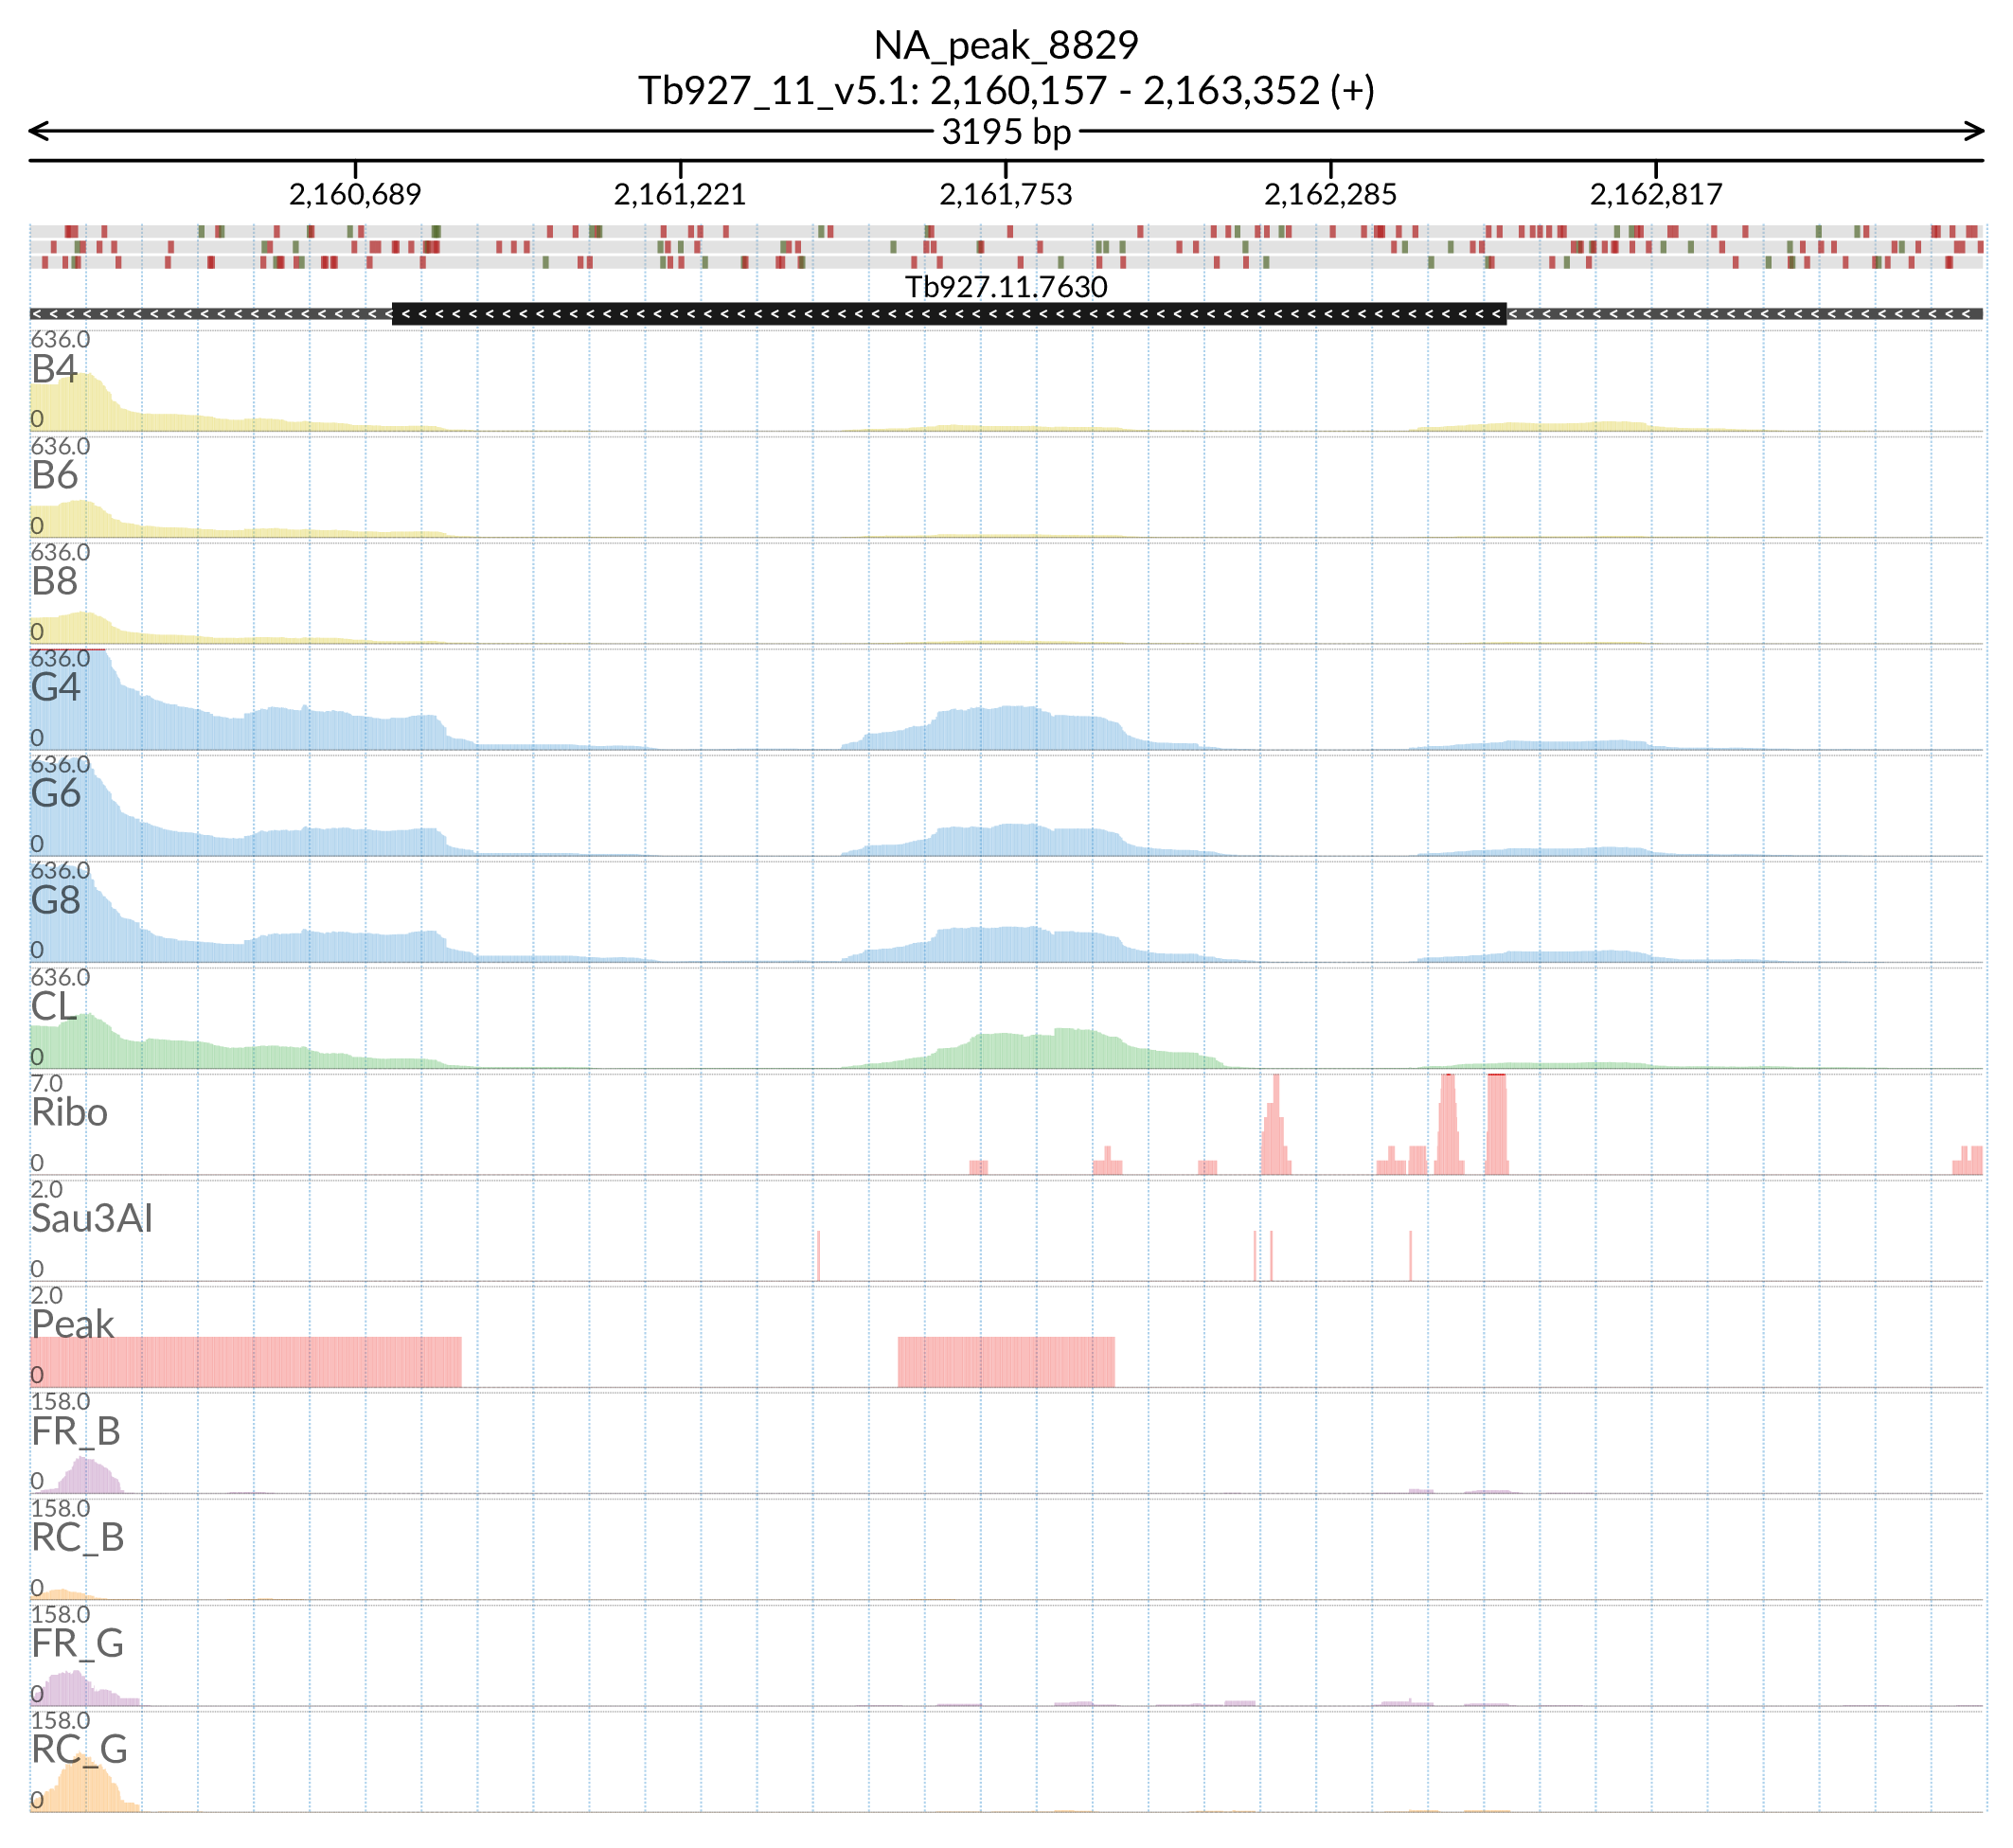 NA_peak_8829
Tb927_11_v5.1: 2,160,157 - 2,163,352 (+)
3195 bp
2,160,689 2,161,221 2,161,753 2,162,285 2,162,817
Tb927.11.7630
636.0
B4
0
636.0
B6
0
636.0
B8
0
636.0
G4
0
636.0
G6
0
636.0
G8
0
636.0
CL
0
7.0
Ribo
0
2.0
Sau3AI
0
2.0
Peak
0
158.0
FR_B
0
158.0
RC_B
0
158.0
FR_G
0
158.0
RC_G
0